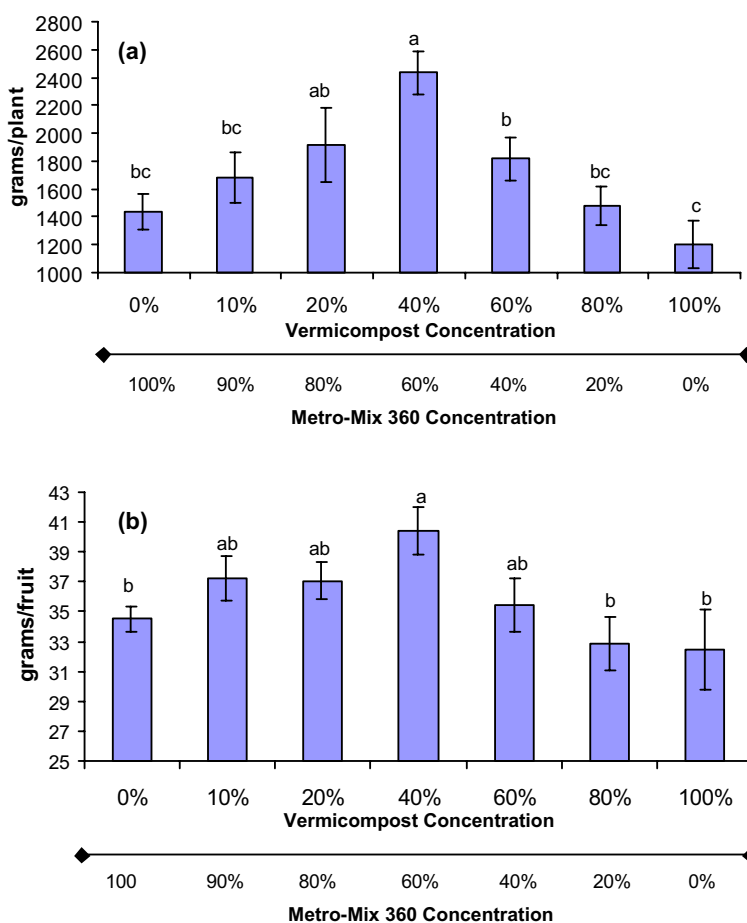 2800
(a)
a
2600
2400
2200
ab
2000
b
bc
1800
bc
bc
1600
c
1400
1200
1000
grams/plant
0% 10% 20% 40% 60% 80% 100%
Vermicompost Concentration
100% 90% 80% 60% 40% 20% 0%
Metro-Mix 360 Concentration
43
(b)
a
41
ab
ab
39
ab
37
b
b
b
35
33
31
29
27
25
grams/fruit
0% 10% 20% 40% 60% 80% 100%
Vermicompost Concentration
100 90% 80% 60% 40% 20% 0%
Metro-Mix 360 Concentration